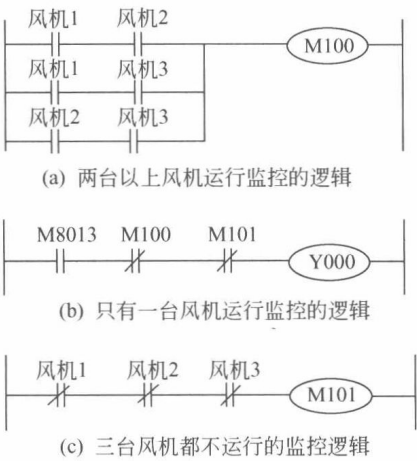 风机1 风机2
M100
风机1 风机3
风机2 风机3
(a) 两台以上风机运行监控的逻辑
M8013 M100 M101
Y000
(b) 只有一台风机运行监控的逻辑
风机1 风机2 风机3
M101
(c) 三台风机都不运行的监控逻辑